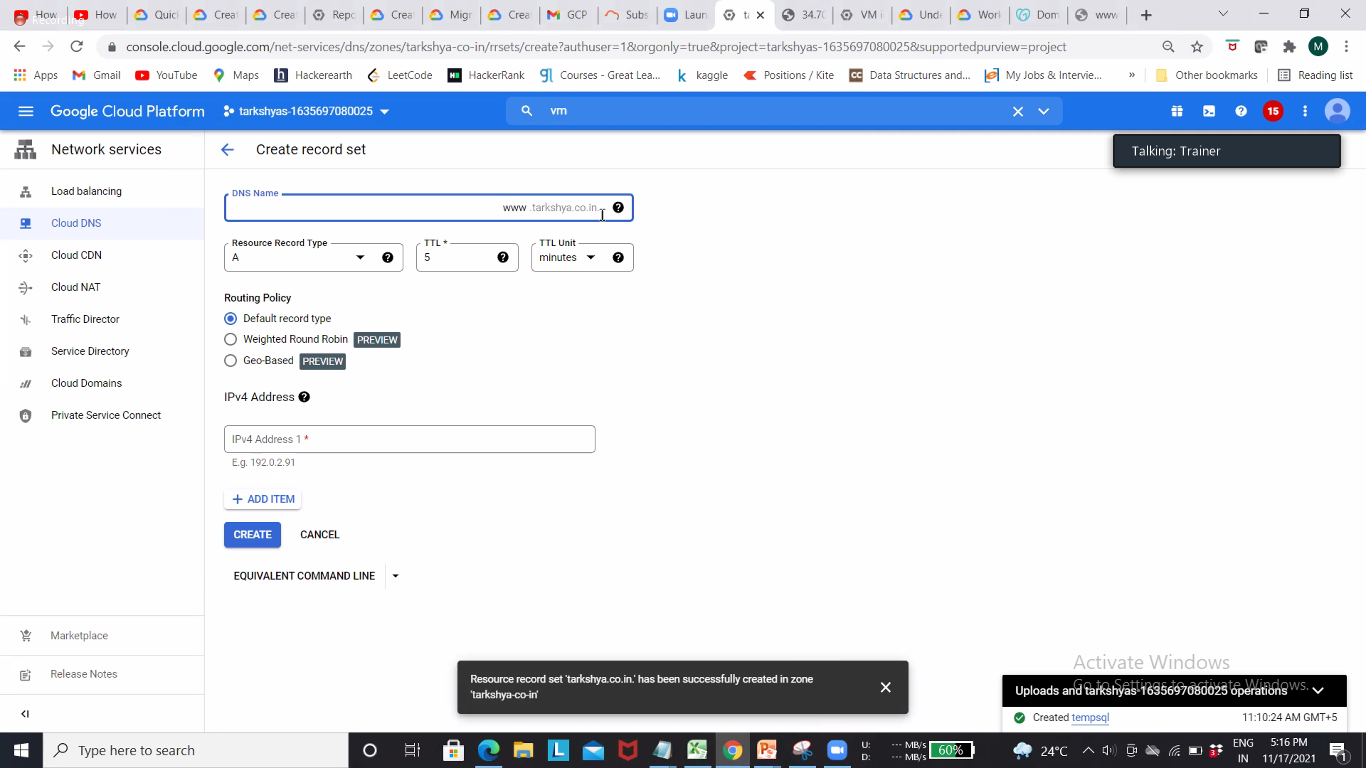 How
How
Quic
Crea
Crea
Repo
Crea
Migr
Crea
GCP
Subs
Laun
34.70
VM
Unde
Work
Dom
www
Recording
console.cloud.google.com/net-services/dns/zones/tarkshya-co-in/rrsets/create?authuser=1&orgonly=true&project=tarkshyas-1635697080025&supportedpurview=project
M
Apps
Gmail
YouTube
Maps
Hackerearth
LeetCode
HackerRank
Courses - Great Lea...
kaggle
Positions / Kite
Data Structures and...
My Jobs & Intervie...
»
Other bookmarks
Reading list
Google Cloud Platform
tarkshyas-1635697080025
vm
15
Network services
Create record set
Talking: Trainer
Load balancing
Cloud DNS
Cloud CDN
Cloud NAT
Traffic Director
Service Directory
Cloud Domains
Private Service Connect
DNS Name
www .tarkshya.co.in.
Resource Record Type
A
TTL *
5
TTL Unit
minutes
Routing Policy
Default record type
Weighted Round Robin PREVIEW
Geo-Based PREVIEW
IPv4 Address
IPv4 Address 1 *
E.g. 192.0.2.91
+ ADD ITEM
CREATE
CANCEL
EQUIVALENT COMMAND LINE
Marketplace
Release Notes
Resource record set 'tarkshya.co.in.' has been successfully created in zone
'tarkshya-co-in'
Activate Windows
Go to Settings to activate Windows.
Uploads and tarkshyas-1635697080025 operations
Created tempsql
11:10:24 AM GMT+5
Type here to search
U: --- MB/s
D: --- MB/s
60%
24°C
ENG
IN
5:16 PM
11/17/2021
1